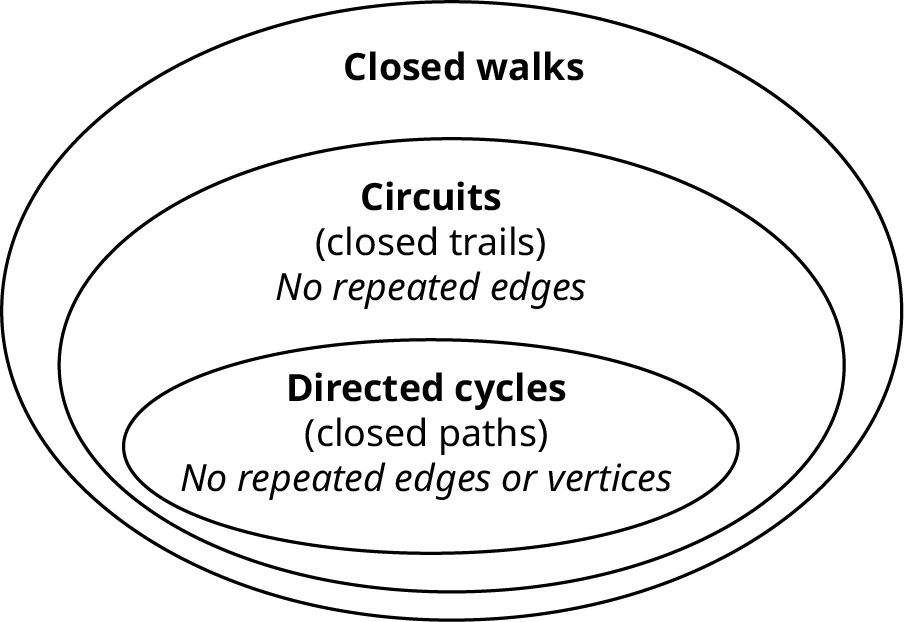 Closed walks
Circuits
(closed trails)
No repeated edges
Directed cycles
(closed paths)
No repeated edges or vertices